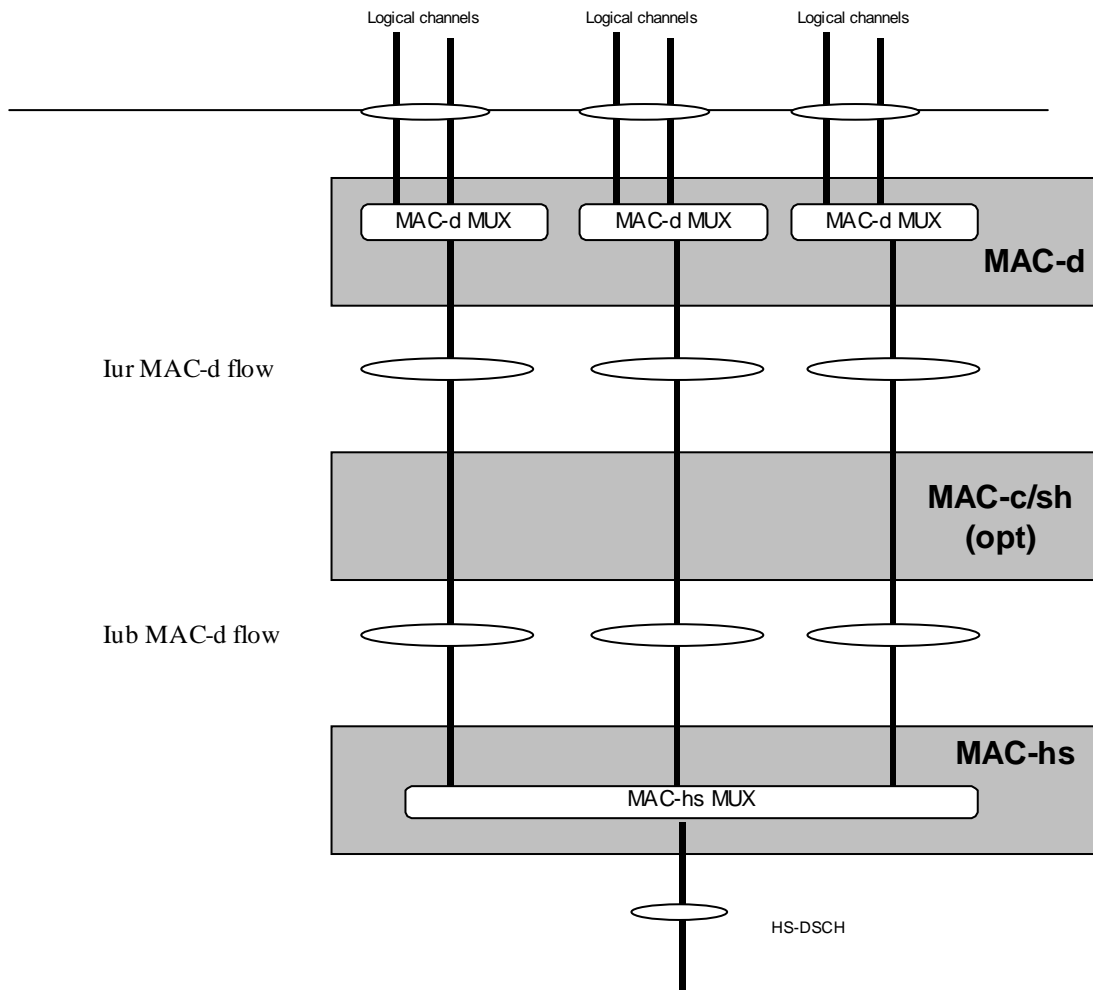 Logical channels
Logical channels
Logical channels
MAC-d MUX
MAC-d MUX
MAC-d MUX
MAC-d
Iur MAC-d flow
MAC-c/sh
(opt)
Iub MAC-d flow
MAC-hs
MAC-hs MUX
HS-DSCH